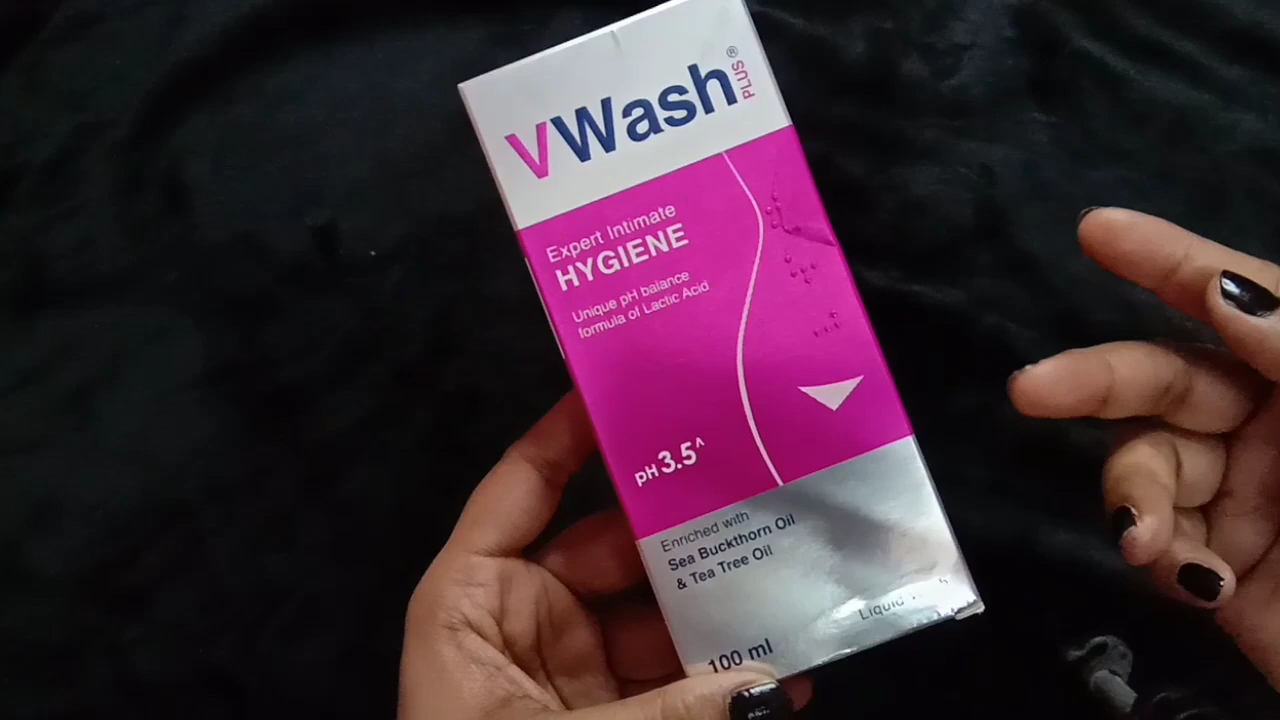 VWash PLUS®
Expert Intimate
HYGIENE
Unique pH balance
formula of Lactic Acid
pH 3.5^
Enriched with
Sea Buckthorn Oil
& Tea Tree Oil
Liquid
100 ml